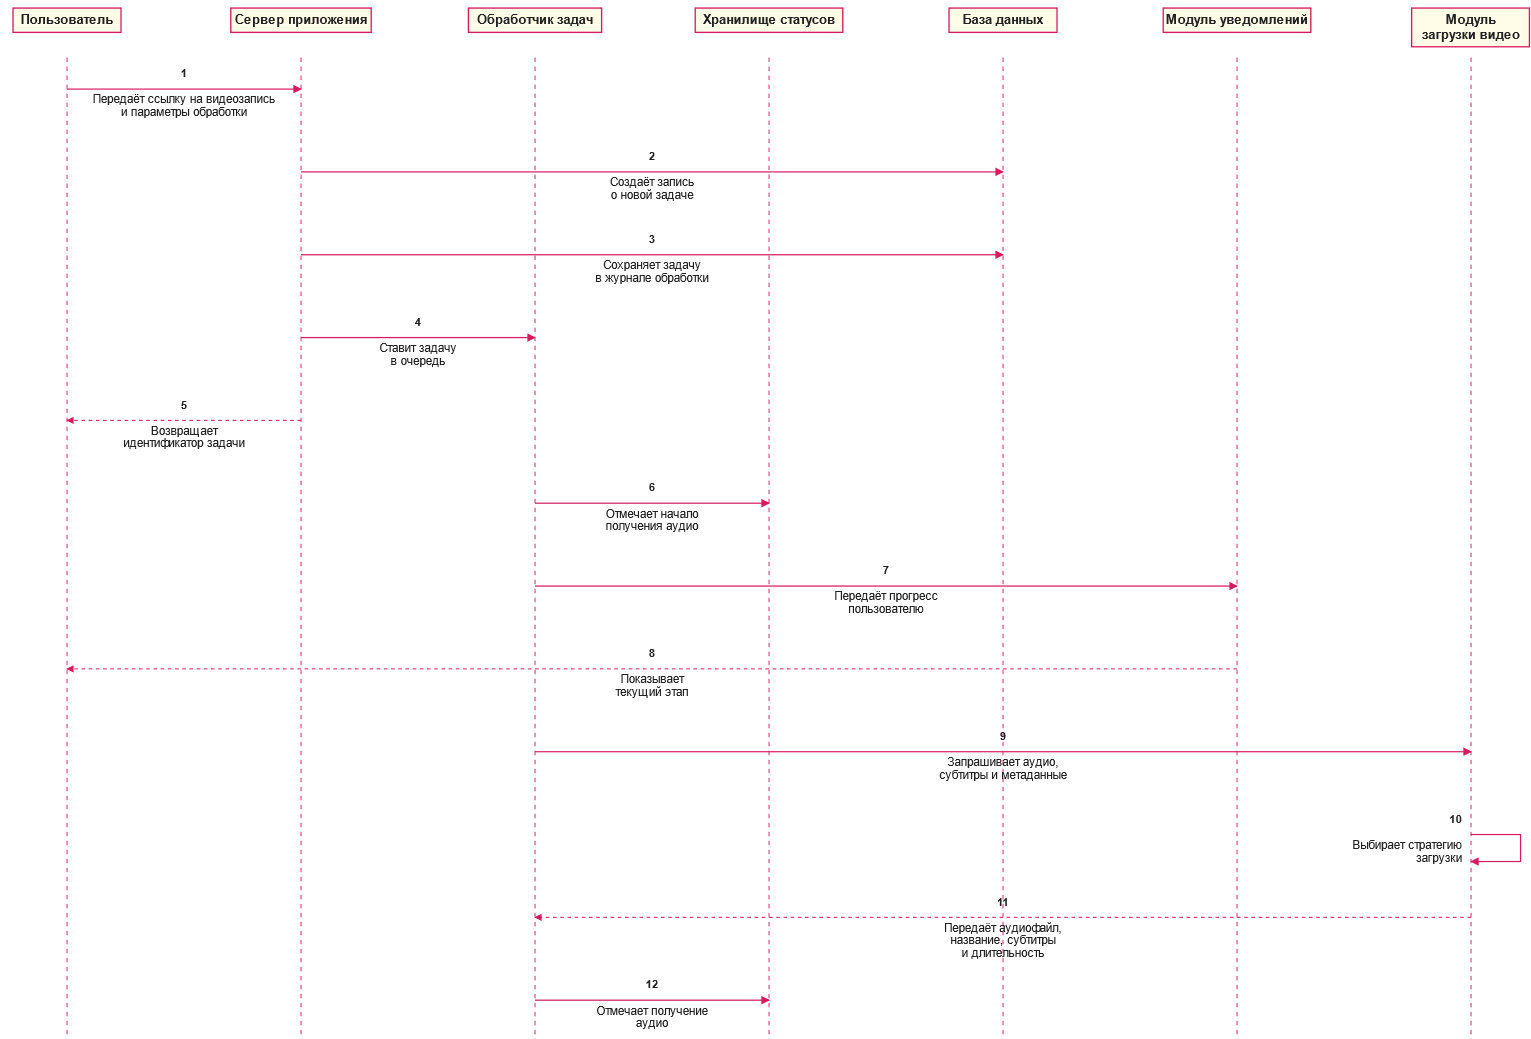 Пользователь
Сервер приложения
Обработчик задач
Хранилище статусов
База данных
Модуль уведомлений
Модуль
загрузки видео
1
Передаёт ссылку на видеозапись
и параметры обработки
2
Создаёт запись
о новой задаче
3
Сохраняет задачу
в журнале обработки
4
Ставит задачу
в очередь
5
Возвращает
идентификатор задачи
6
Отмечает начало
получения аудио
7
Передаёт прогресс
пользователю
8
Показывает
текущий этап
9
Запрашивает аудио,
субтитры и метаданные
10
Выбирает стратегию
загрузки
11
Передаёт аудиофайл,
название, субтитры
и длительность
12
Отмечает получение
аудио